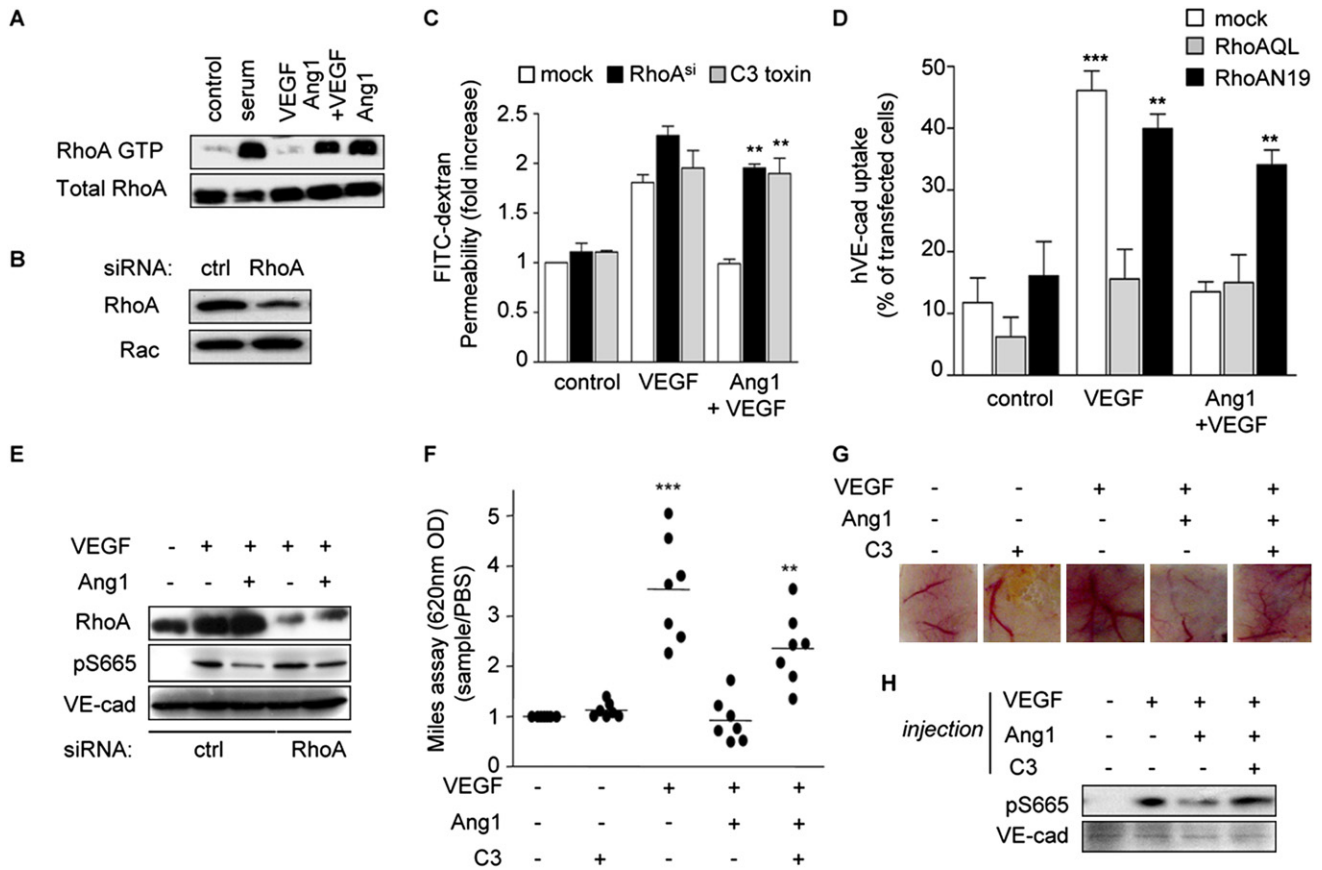 A
control
serum
VEGF
Ang1
+VEGF
Ang1
RhoA GTP
Total RhoA
B
siRNA: ctrl RhoA
RhoA
Rac
C
mock RhoAsi C3 toxin
FITC-dextran
Permeability (fold increase)
2.5
2
1.5
1
0.5
0
control VEGF Ang1
+ VEGF
** **
D
mock
RhoAQL
RhoAN19
hVE-cad uptake
(% of transfected cells)
50
40
30
20
10
0
*** ** **
control VEGF Ang1
+VEGF
E
VEGF - + + + +
Ang1 - - + - +
RhoA
pS665
VE-cad
siRNA: ctrl RhoA
F
Miles assay (620nm OD)
(sample/PBS)
5
4
3
2
1
0
*** **
VEGF - - + + +
Ang1 - - - + +
C3 - + - - +
G
VEGF - - + + +
Ang1 - - - + +
C3 - + - - +
H
injection
VEGF - + + +
Ang1 - - + +
C3 - - - +
pS665
VE-cad